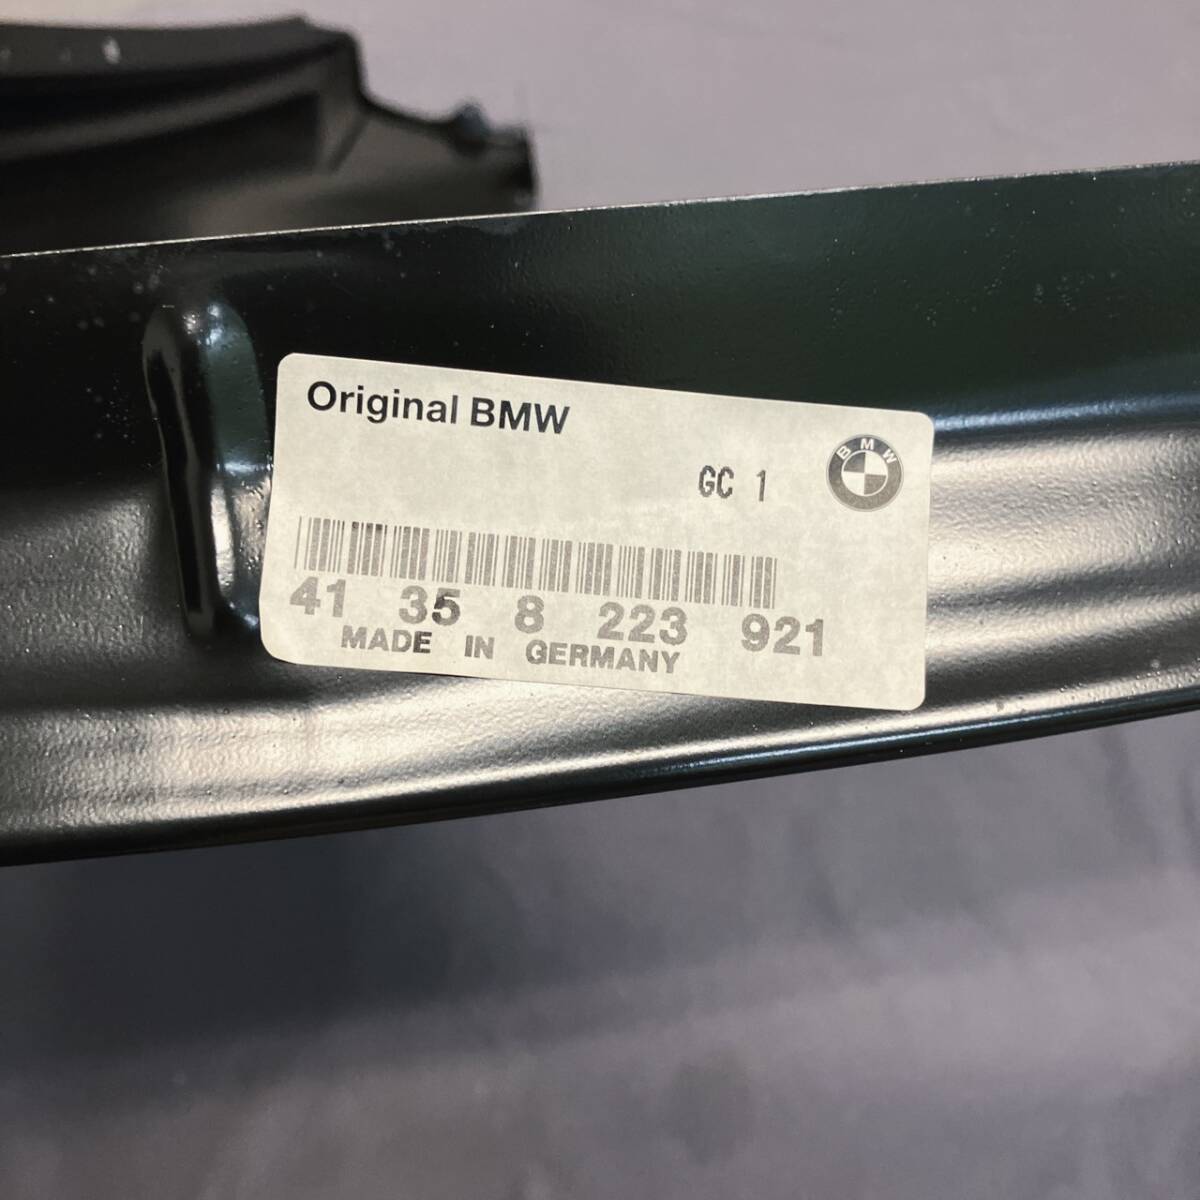 Original BMW
GC 1
BMW
41 35 8 223 921
MADE IN GERMANY